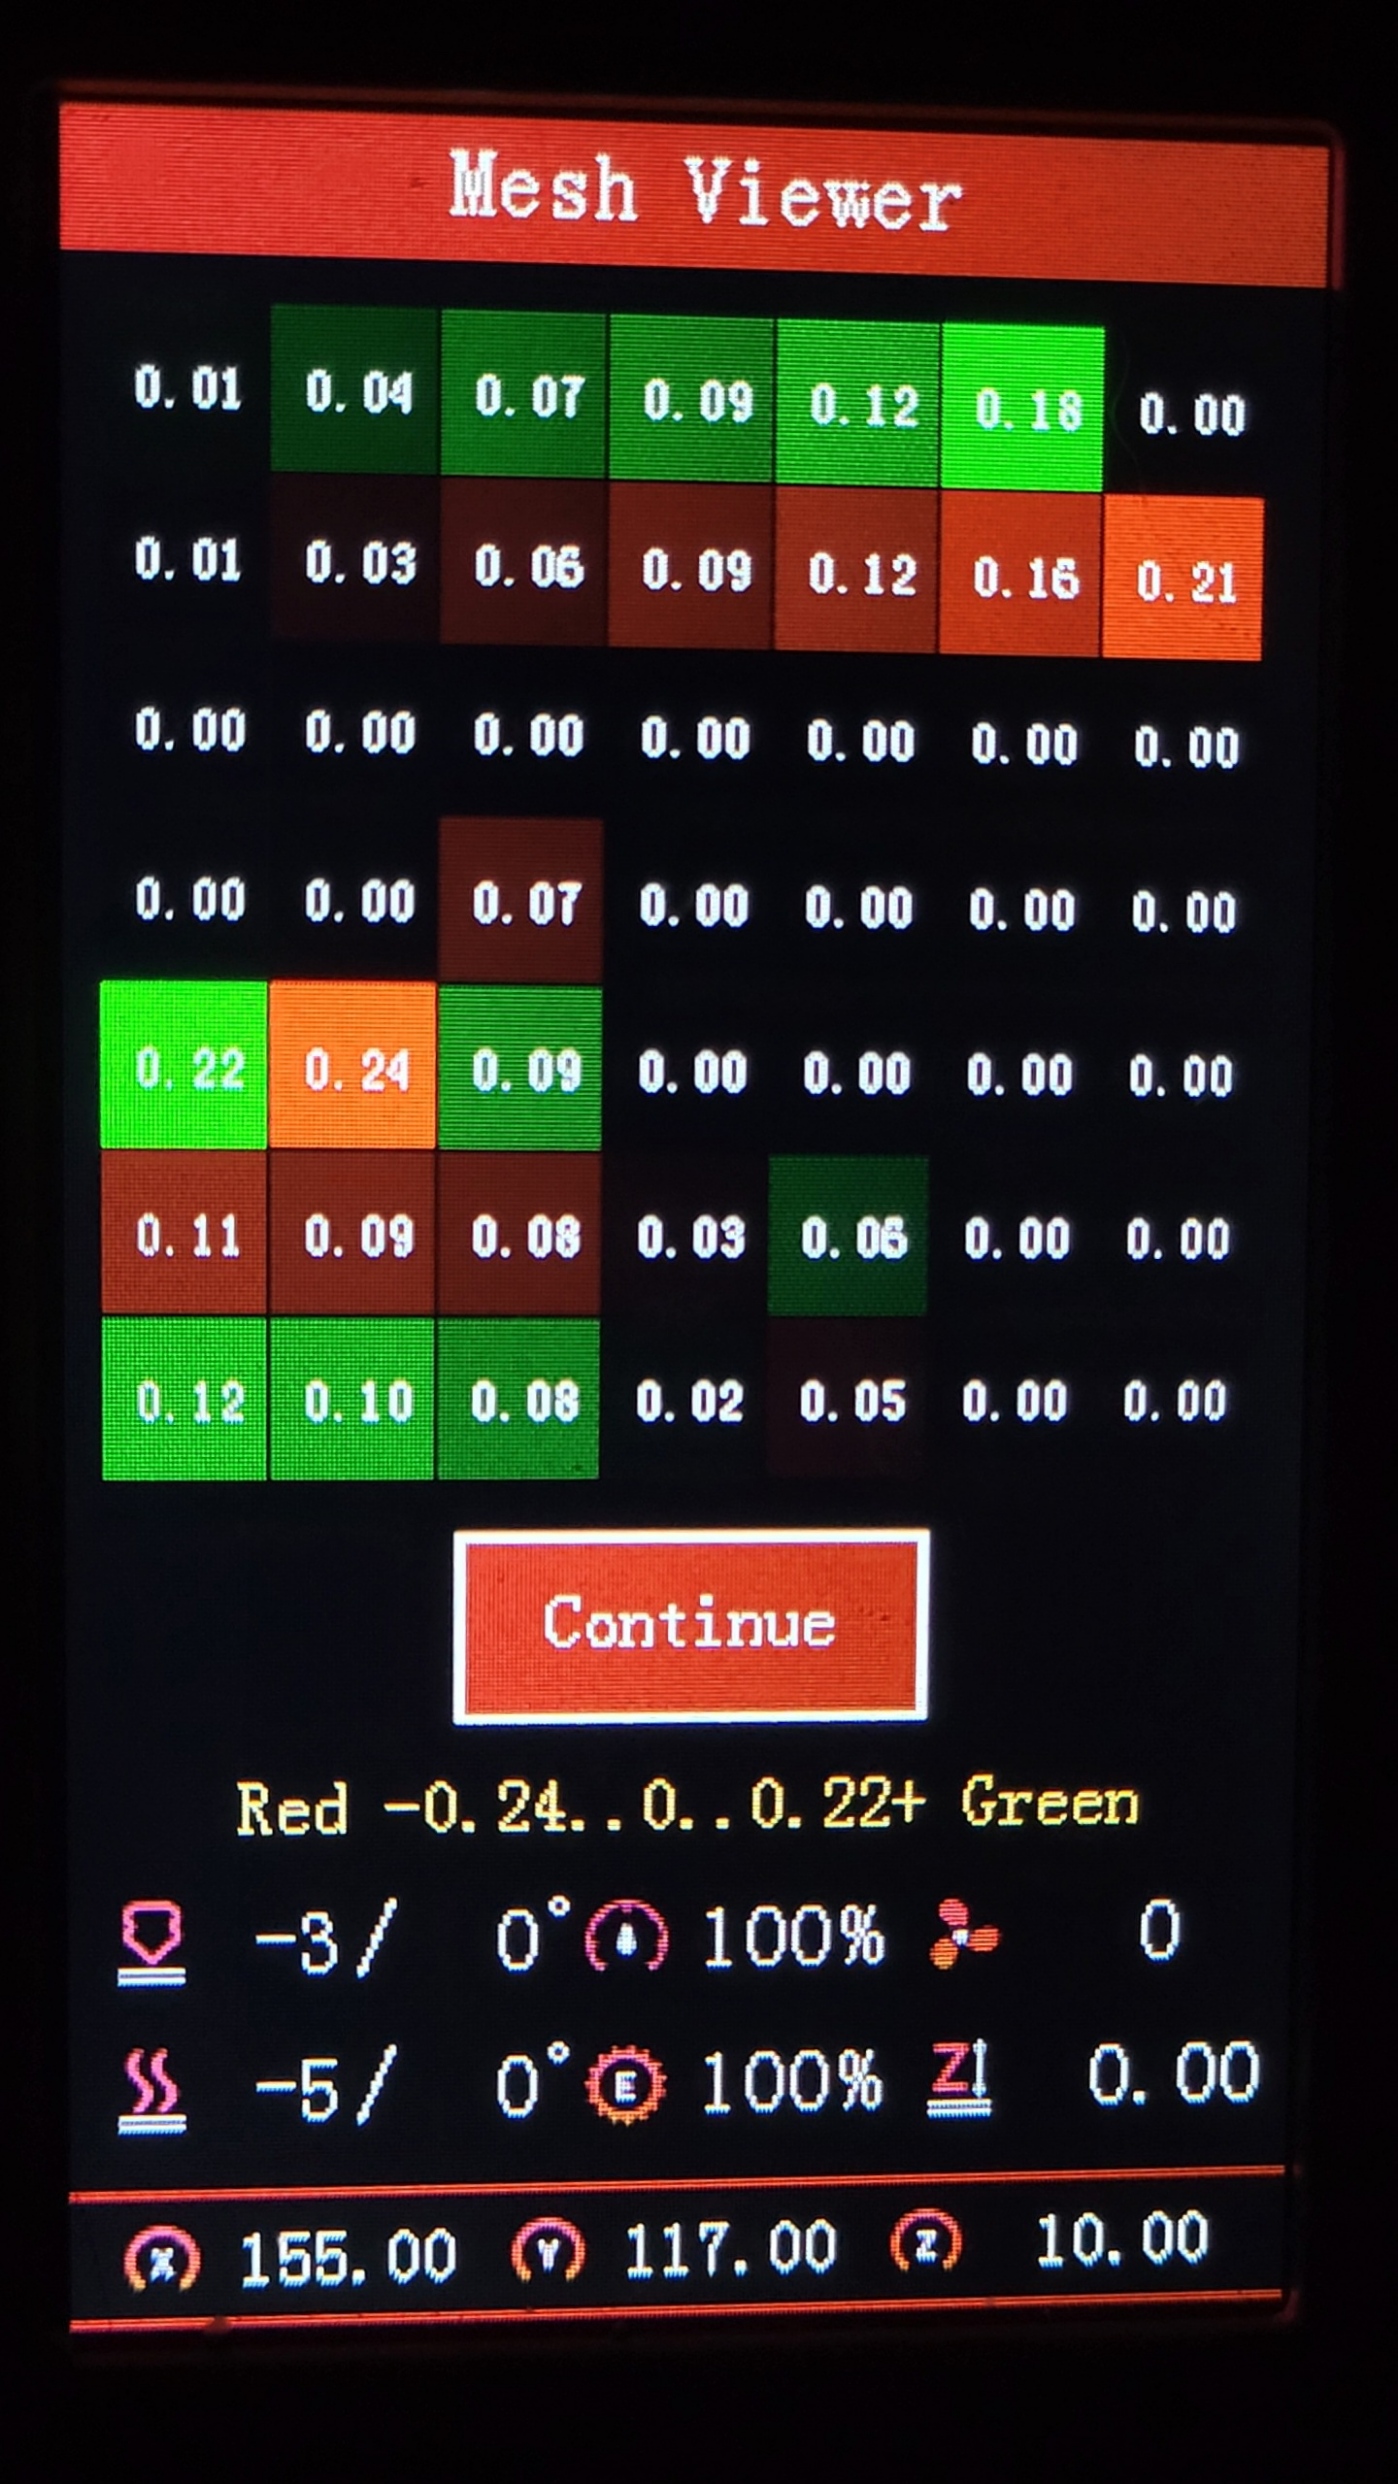 Mesh Viewer
0.01 0.04 0.07 0.09 0.12 0.18 0.00
0.01 0.03 0.06 0.09 0.12 0.16 0.21
0.00 0.00 0.00 0.00 0.00 0.00 0.00
0.00 0.00 0.07 0.00 0.00 0.00 0.00
0.22 0.24 0.09 0.00 0.00 0.00 0.00
0.11 0.09 0.08 0.03 0.06 0.00 0.00
0.12 0.10 0.08 0.02 0.05 0.00 0.00
Continue
Red -0.24..0..0.22+ Green
-3/ 0° 100% 0
-5/ 0° E 100% Z 0.00
X 155.00 Y 117.00 Z 10.00